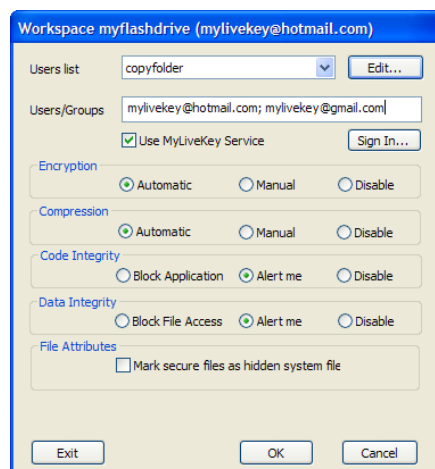 Workspace myflashdrive (mylivekey@hotmail.com)
Users list copyfolder Edit...
Users/Groups mylivekey@hotmail.com; mylivekey@gmail.com
Use MyLiveKey Service Sign In...
Encryption
Automatic Manual Disable
Compression
Automatic Manual Disable
Code Integrity
Block Application Alert me Disable
Data Integrity
Block File Access Alert me Disable
File Attributes
Mark secure files as hidden system file
Exit OK Cancel